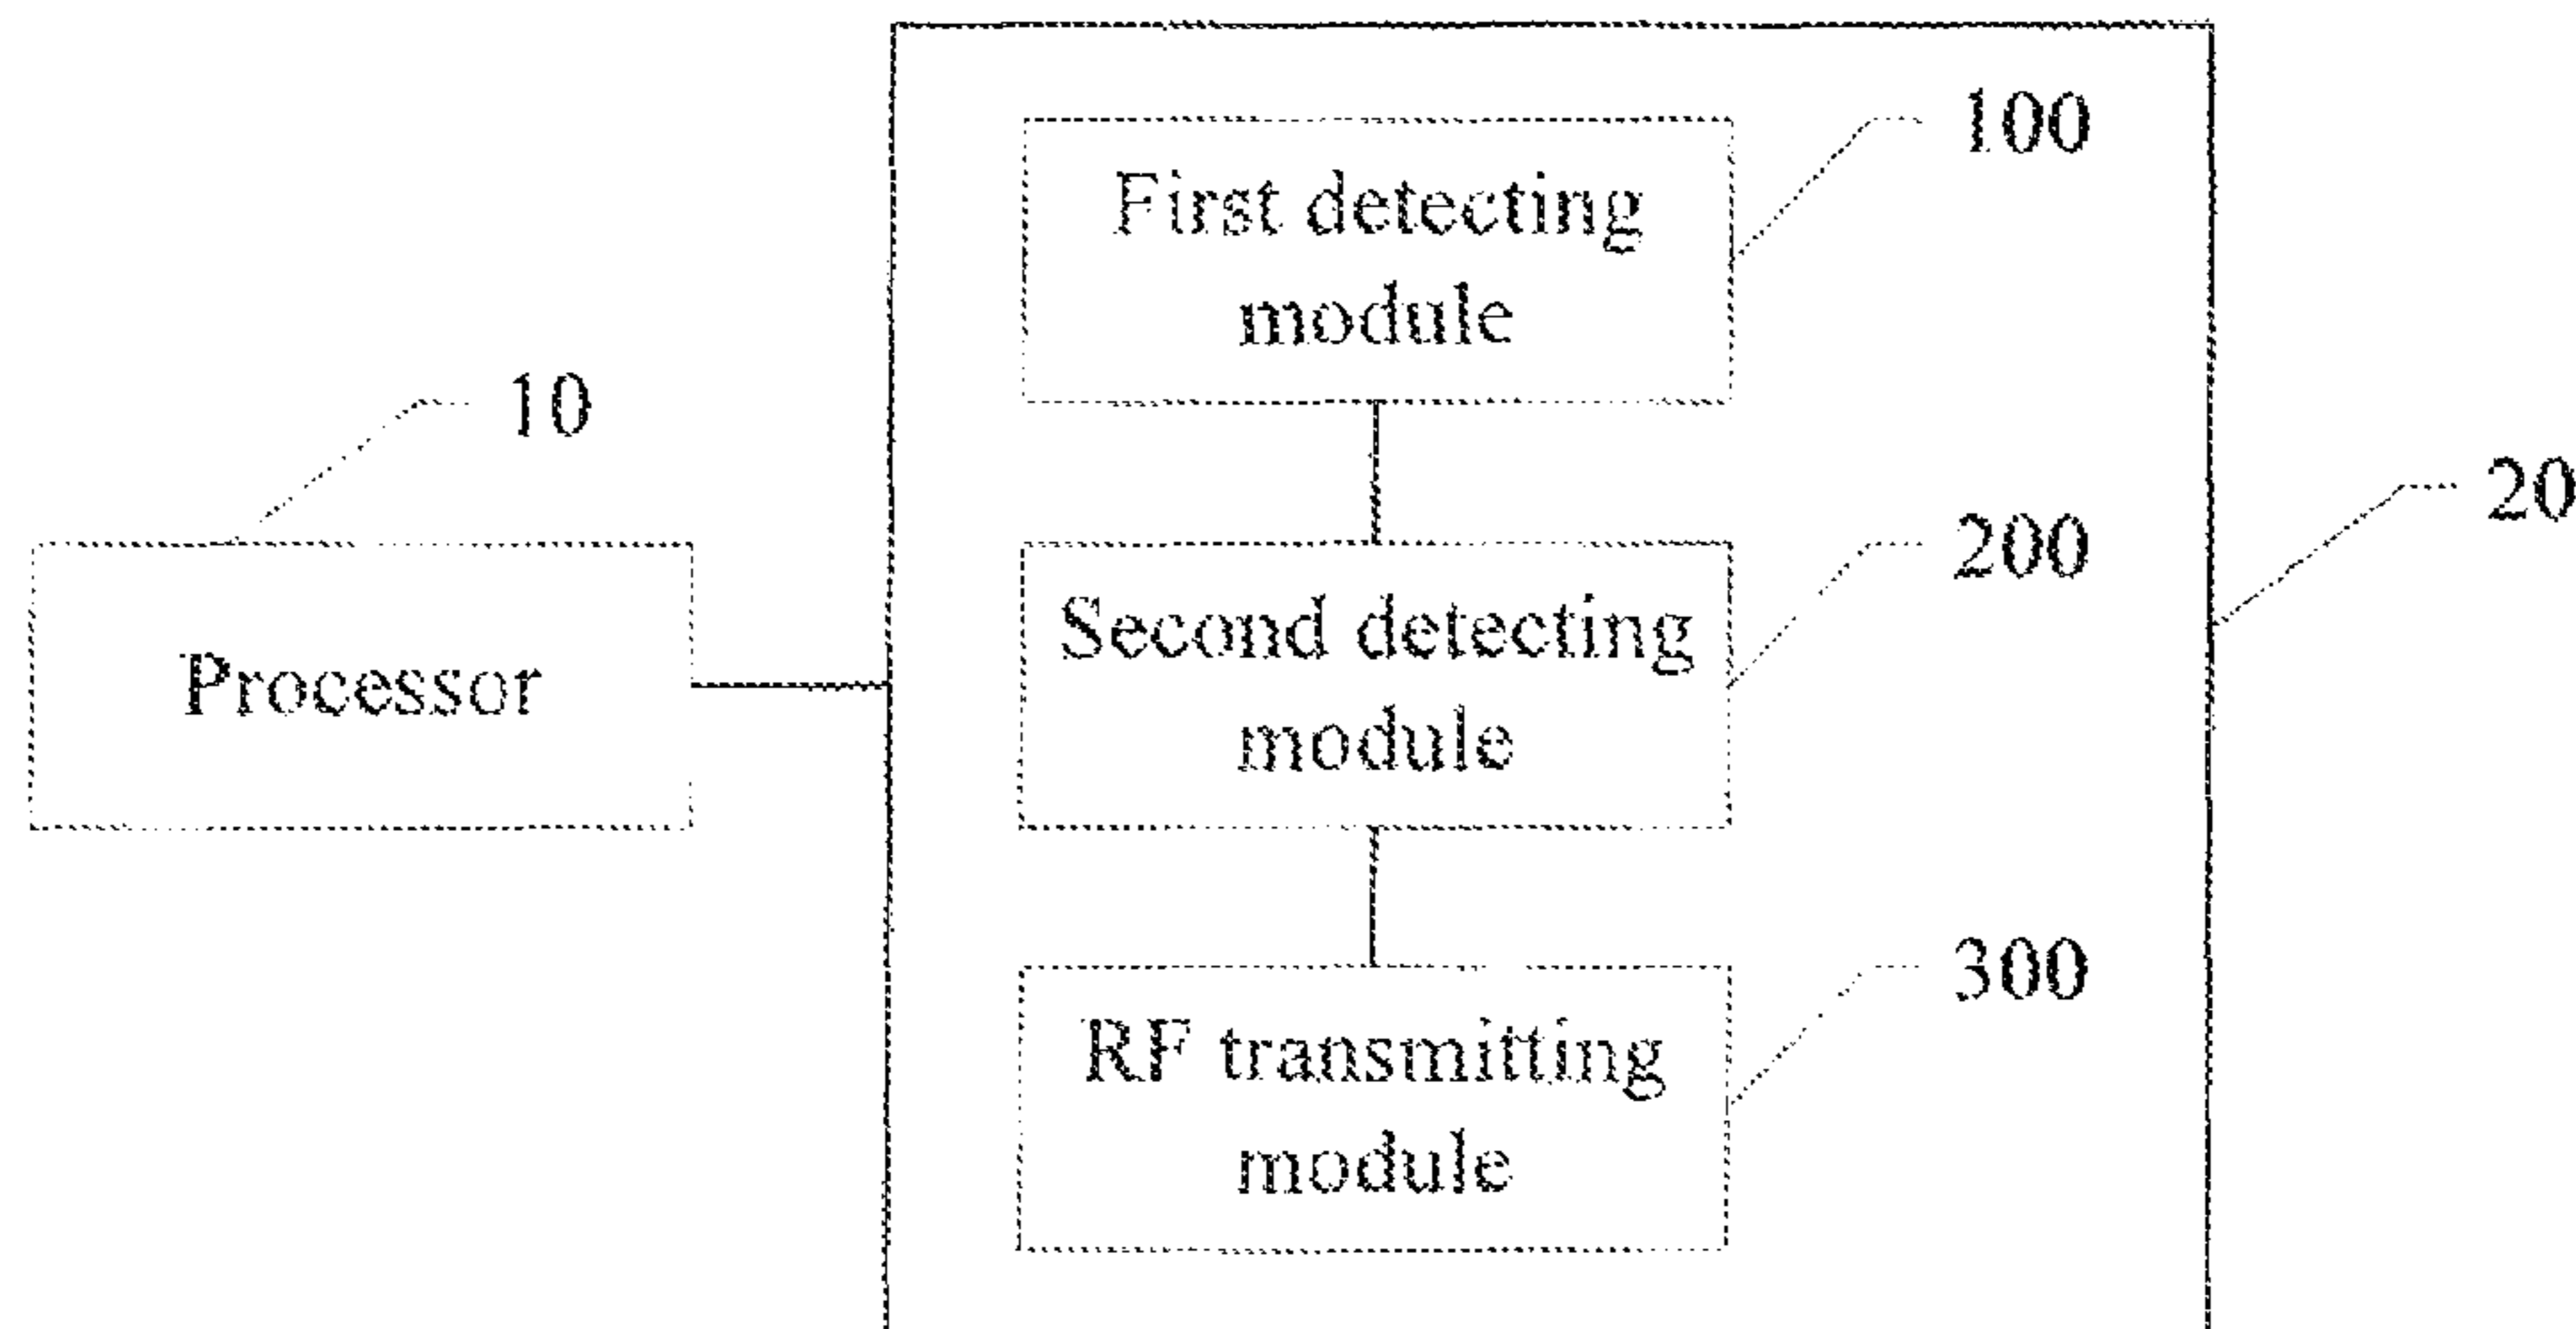 100
First detecting
module
10
20
200
Second detecting
module
Processor
300
RF transmitting
module